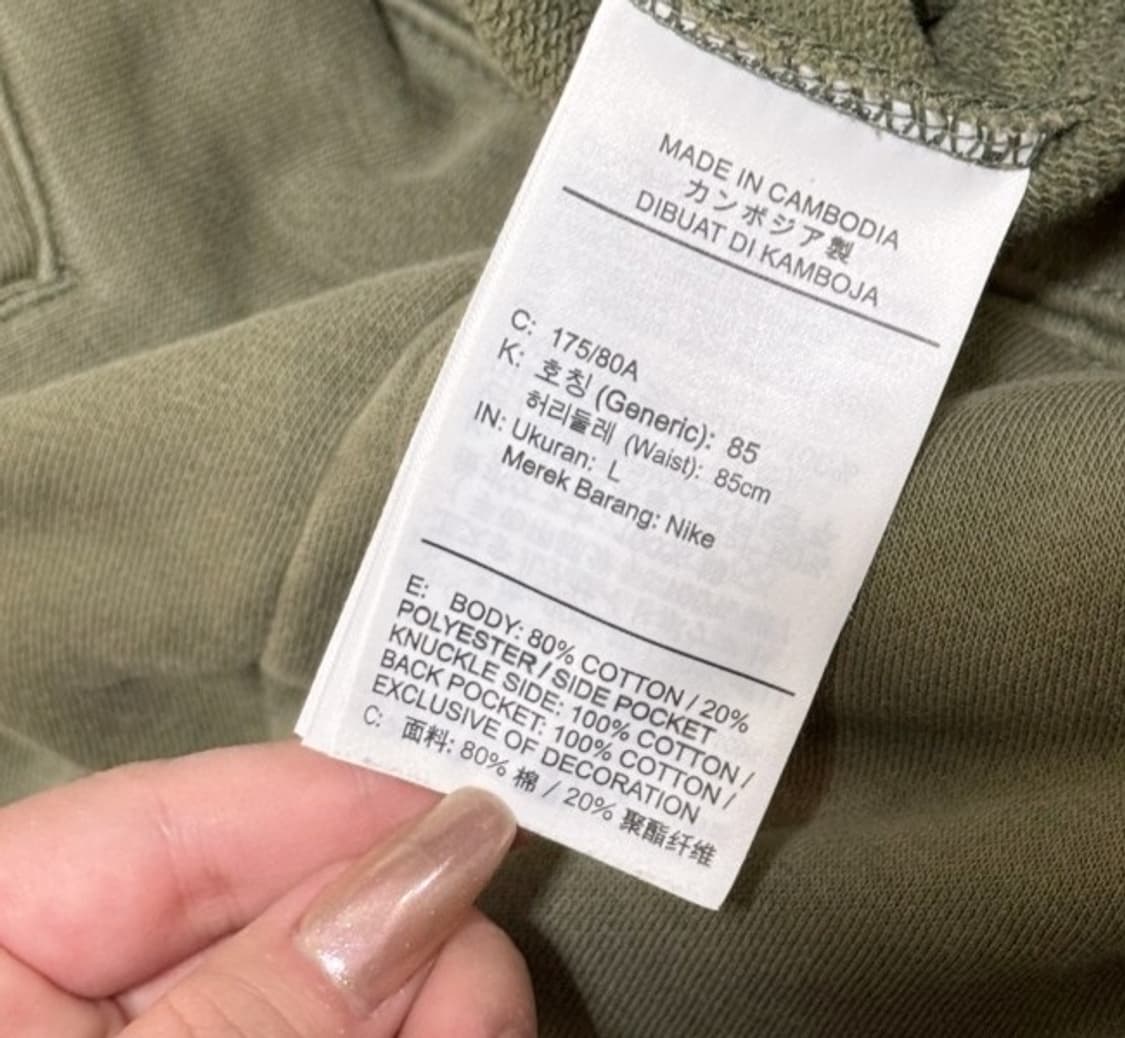 MADE IN CAMBODIA
カンボジア製
DIBUAT DI KAMBOJA
C: 175/80A
K: 호칭 (Generic): 85
허리둘레 (Waist): 85cm
IN: Ukuran: L
Merek Barang: Nike
E: BODY: 80% COTTON / 20%
POLYESTER / SIDE POCKET
KNUCKLE SIDE: 100% COTTON /
BACK POCKET: 100% COTTON /
EXCLUSIVE OF DECORATION
C: 面料: 80% 棉 / 20% 聚酯纤维